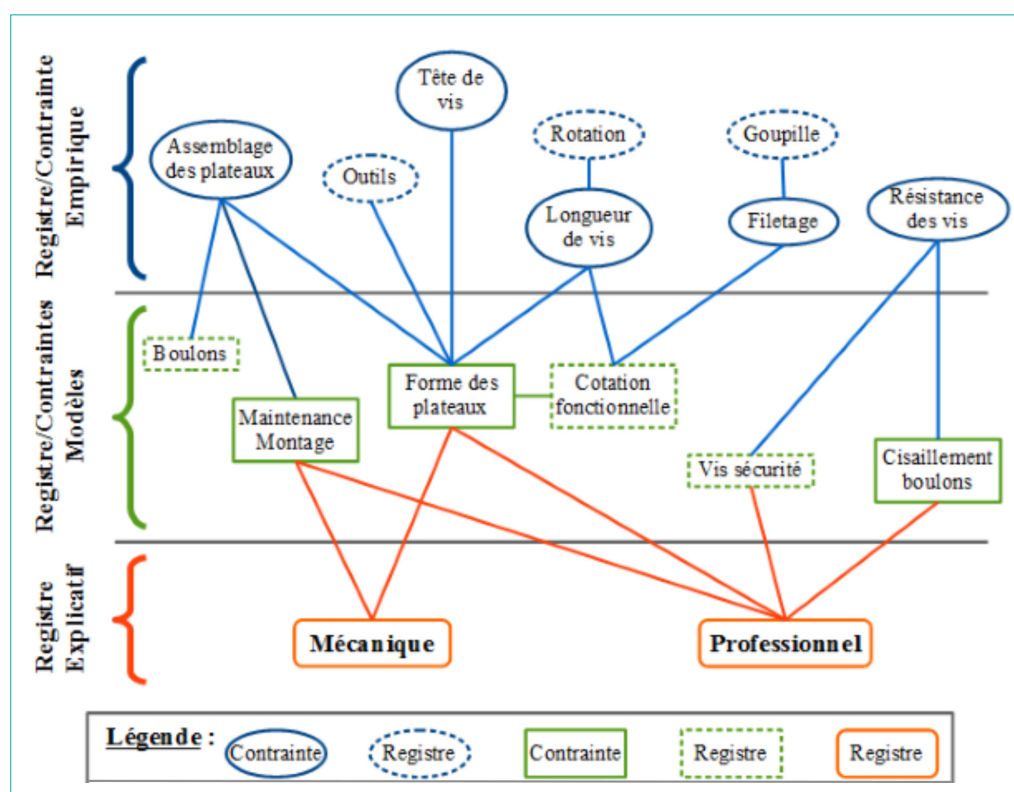 Registre/Contrainte
Empirique
Tête de
vis
Assemblage
des plateaux
Outils
Rotation
Goupille
Longueur
de vis
Filetage
Résistance
des vis
Registre/Contraintes
Modèles
Boulons
Maintenance
Montage
Forme des
plateaux
Cotation
fonctionnelle
Vis sécurité
Cisaillement
boulons
Registre
Explicatif
Mécanique
Professionnel
Légende :
Contrainte
Registre
Contrainte
Registre
Registre